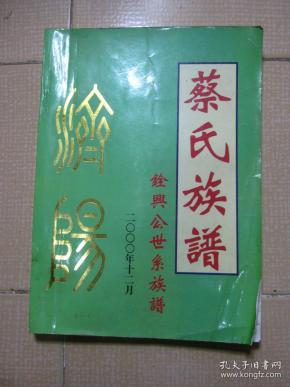 蔡氏族譜
銓興公世系族譜
二〇〇〇年十二月
濟陽
孔夫子旧书网